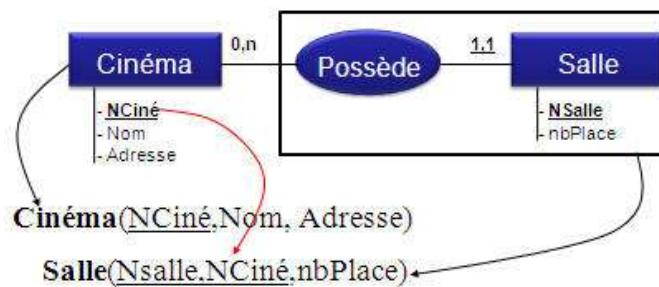 Cinéma
0,n
Possède
1,1
Salle
- NCiné
- Nom
- Adresse
- NSalle
- nbPlace
Cinéma(NCiné,Nom, Adresse)
Salle(Nsalle,NCiné,nbPlace)